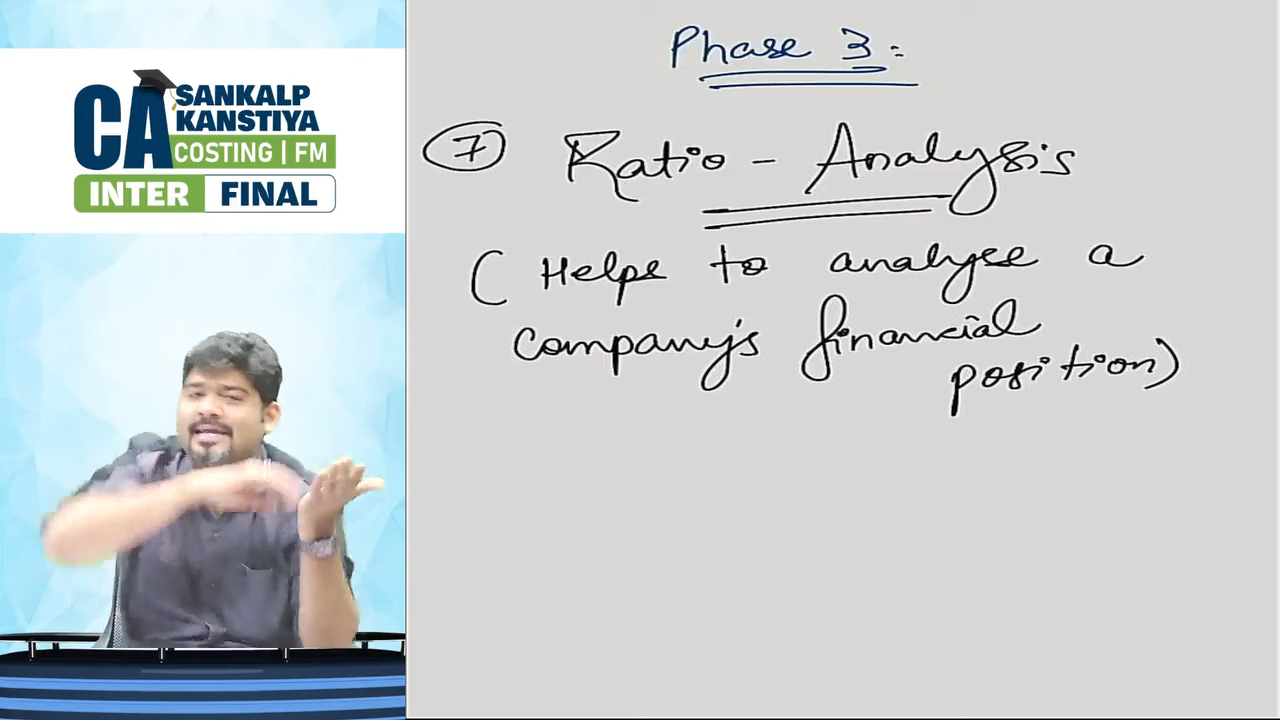 CA SANKALP
KANSTIYA
COSTING | FM
INTER FINAL
Phase 3:
7 Ratio - Analysis
( Helps to analyse a
company's financial
position)